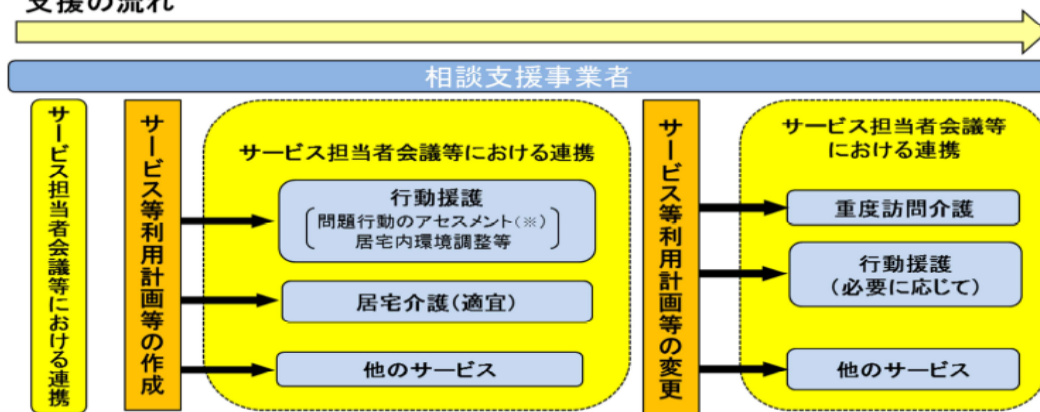 支援の流れ
相談支援事業者
サービス担当者会議等における連携
サービス等利用計画等の作成
サービス担当者会議等における連携
行動援護
問題行動のアセスメント(※)
居宅内環境調整等
居宅介護(適宜)
他のサービス
サービス等利用計画等の変更
サービス担当者会議等
における連携
重度訪問介護
行動援護
(必要に応じて)
他のサービス